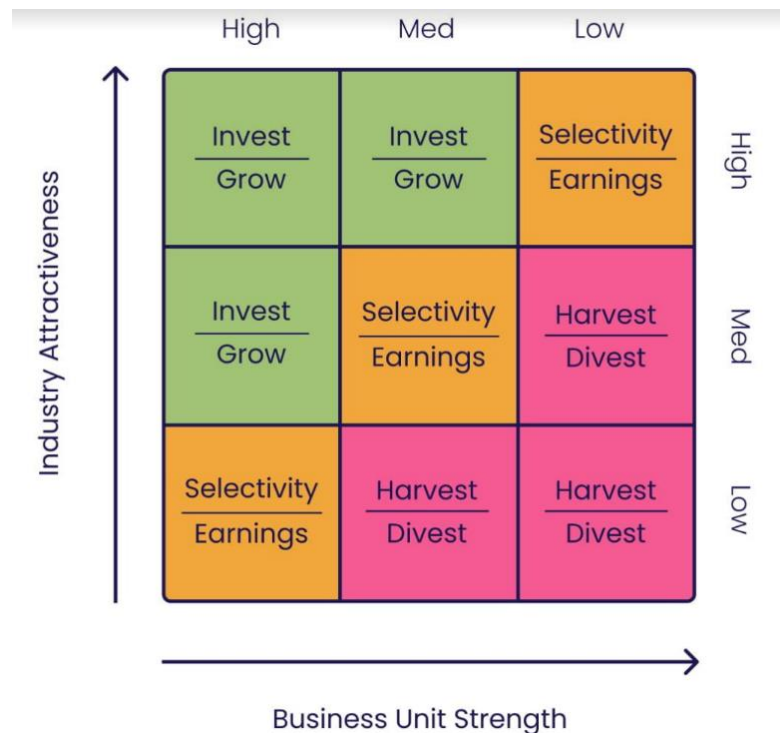 High Med Low
Industry Attractiveness
Invest
Grow
Invest
Grow
Selectivity
Earnings
High
Invest
Grow
Selectivity
Earnings
Harvest
Divest
Med
Selectivity
Earnings
Harvest
Divest
Harvest
Divest
Low
Business Unit Strength